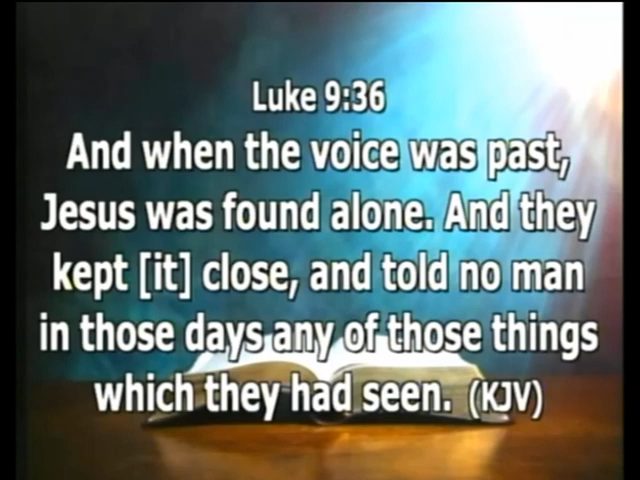 Luke 9:36
And when the voice was past,
Jesus was found alone. And they
kept [it] close, and told no man
in those days any of those things
which they had seen. (KJV)